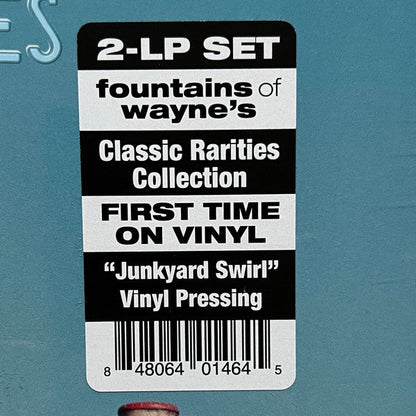 ES
2-LP SET
fountains of
wayne's
Classic Rarities
Collection
FIRST TIME
ON VINYL
“Junkyard Swirl”
Vinyl Pressing
8 48064 01464 5